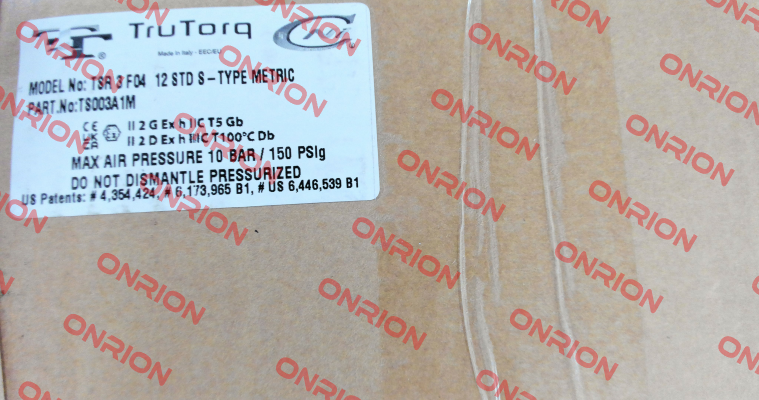 TruTorq
Made in Italy - EEC/EU
MODEL No: TSR 3 F04 12 STD S-TYPE METRIC
PART.No:TS003A1M
II 2 G Ex h IIC T5 Gb
II 2 D Ex h IIIC T100°C Db
MAX AIR PRESSURE 10 BAR / 150 PSIg
DO NOT DISMANTLE PRESSURIZED
US Patents: # 4,354,424, # 6,173,965 B1, # US 6,446,539 B1
ONRION